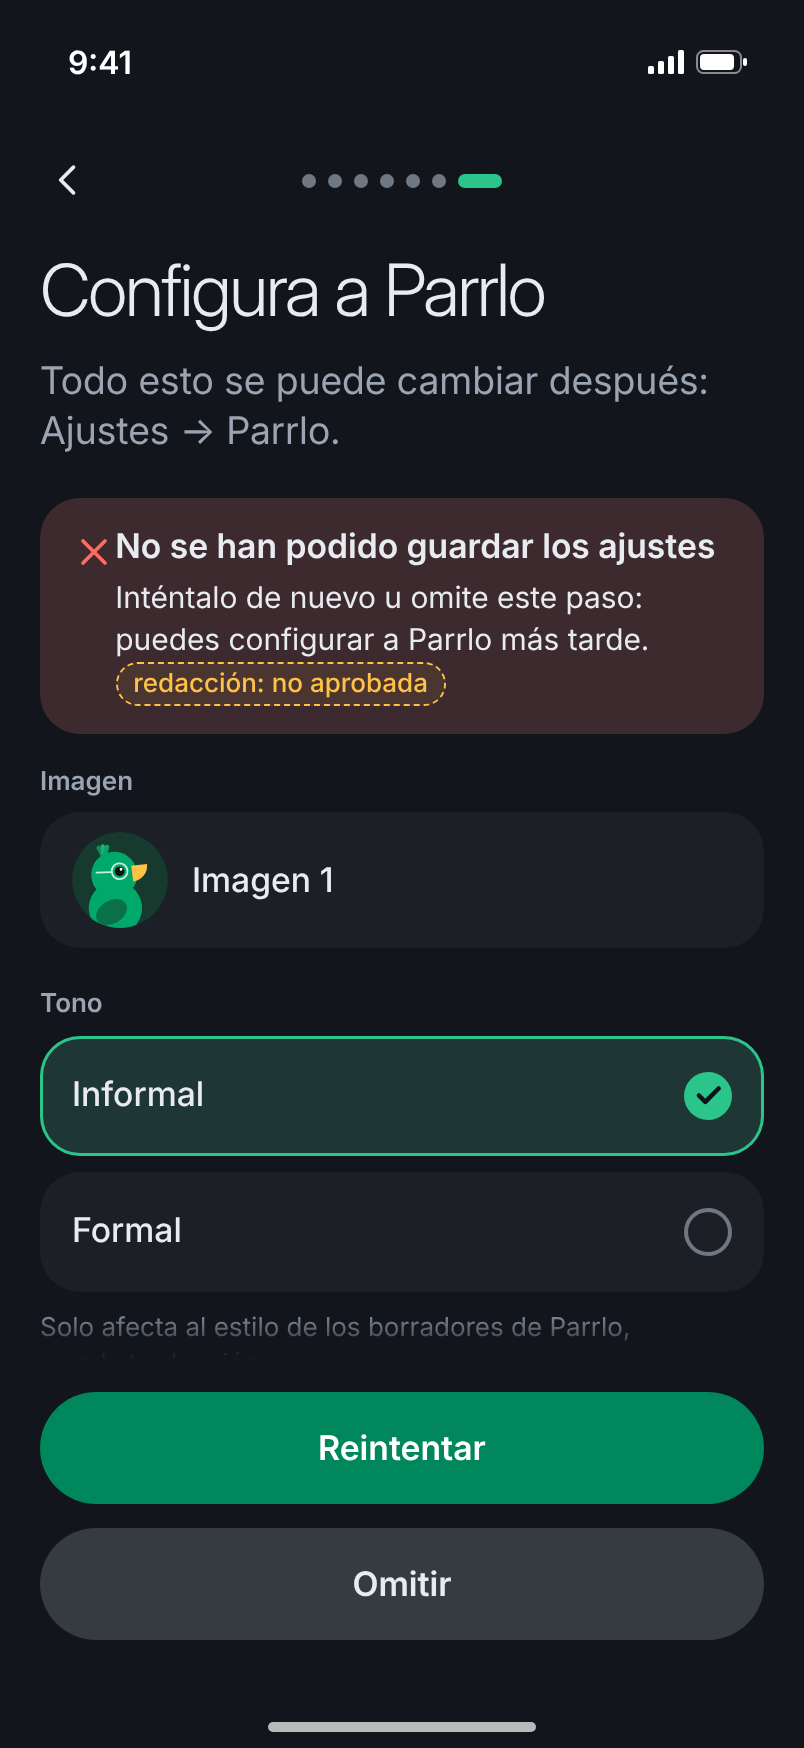 9:41
Configura a Parrlo
Todo esto se puede cambiar después:
Ajustes → Parrlo.
No se han podido guardar los ajustes
Inténtalo de nuevo u omite este paso:
puedes configurar a Parrlo más tarde.
redacción: no aprobada
Imagen
Imagen 1
Tono
Informal
Formal
Solo afecta al estilo de los borradores de Parrlo,
Reintentar
Omitir